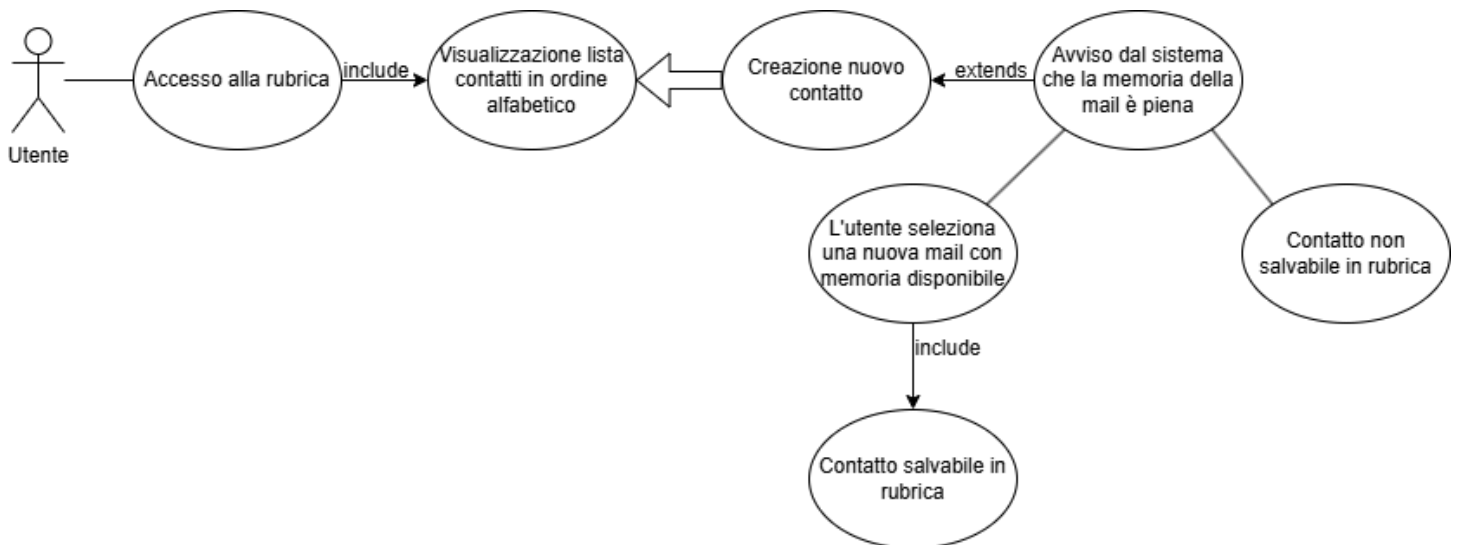 Utente
Accesso alla rubrica
include
Visualizzazione lista
contatti in ordine
alfabetico
Creazione nuovo
contatto
extends
Avviso dal sistema
che la memoria della
mail è piena
L'utente seleziona
una nuova mail con
memoria disponibile
Contatto non
salvabile in rubrica
include
Contatto salvabile in
rubrica